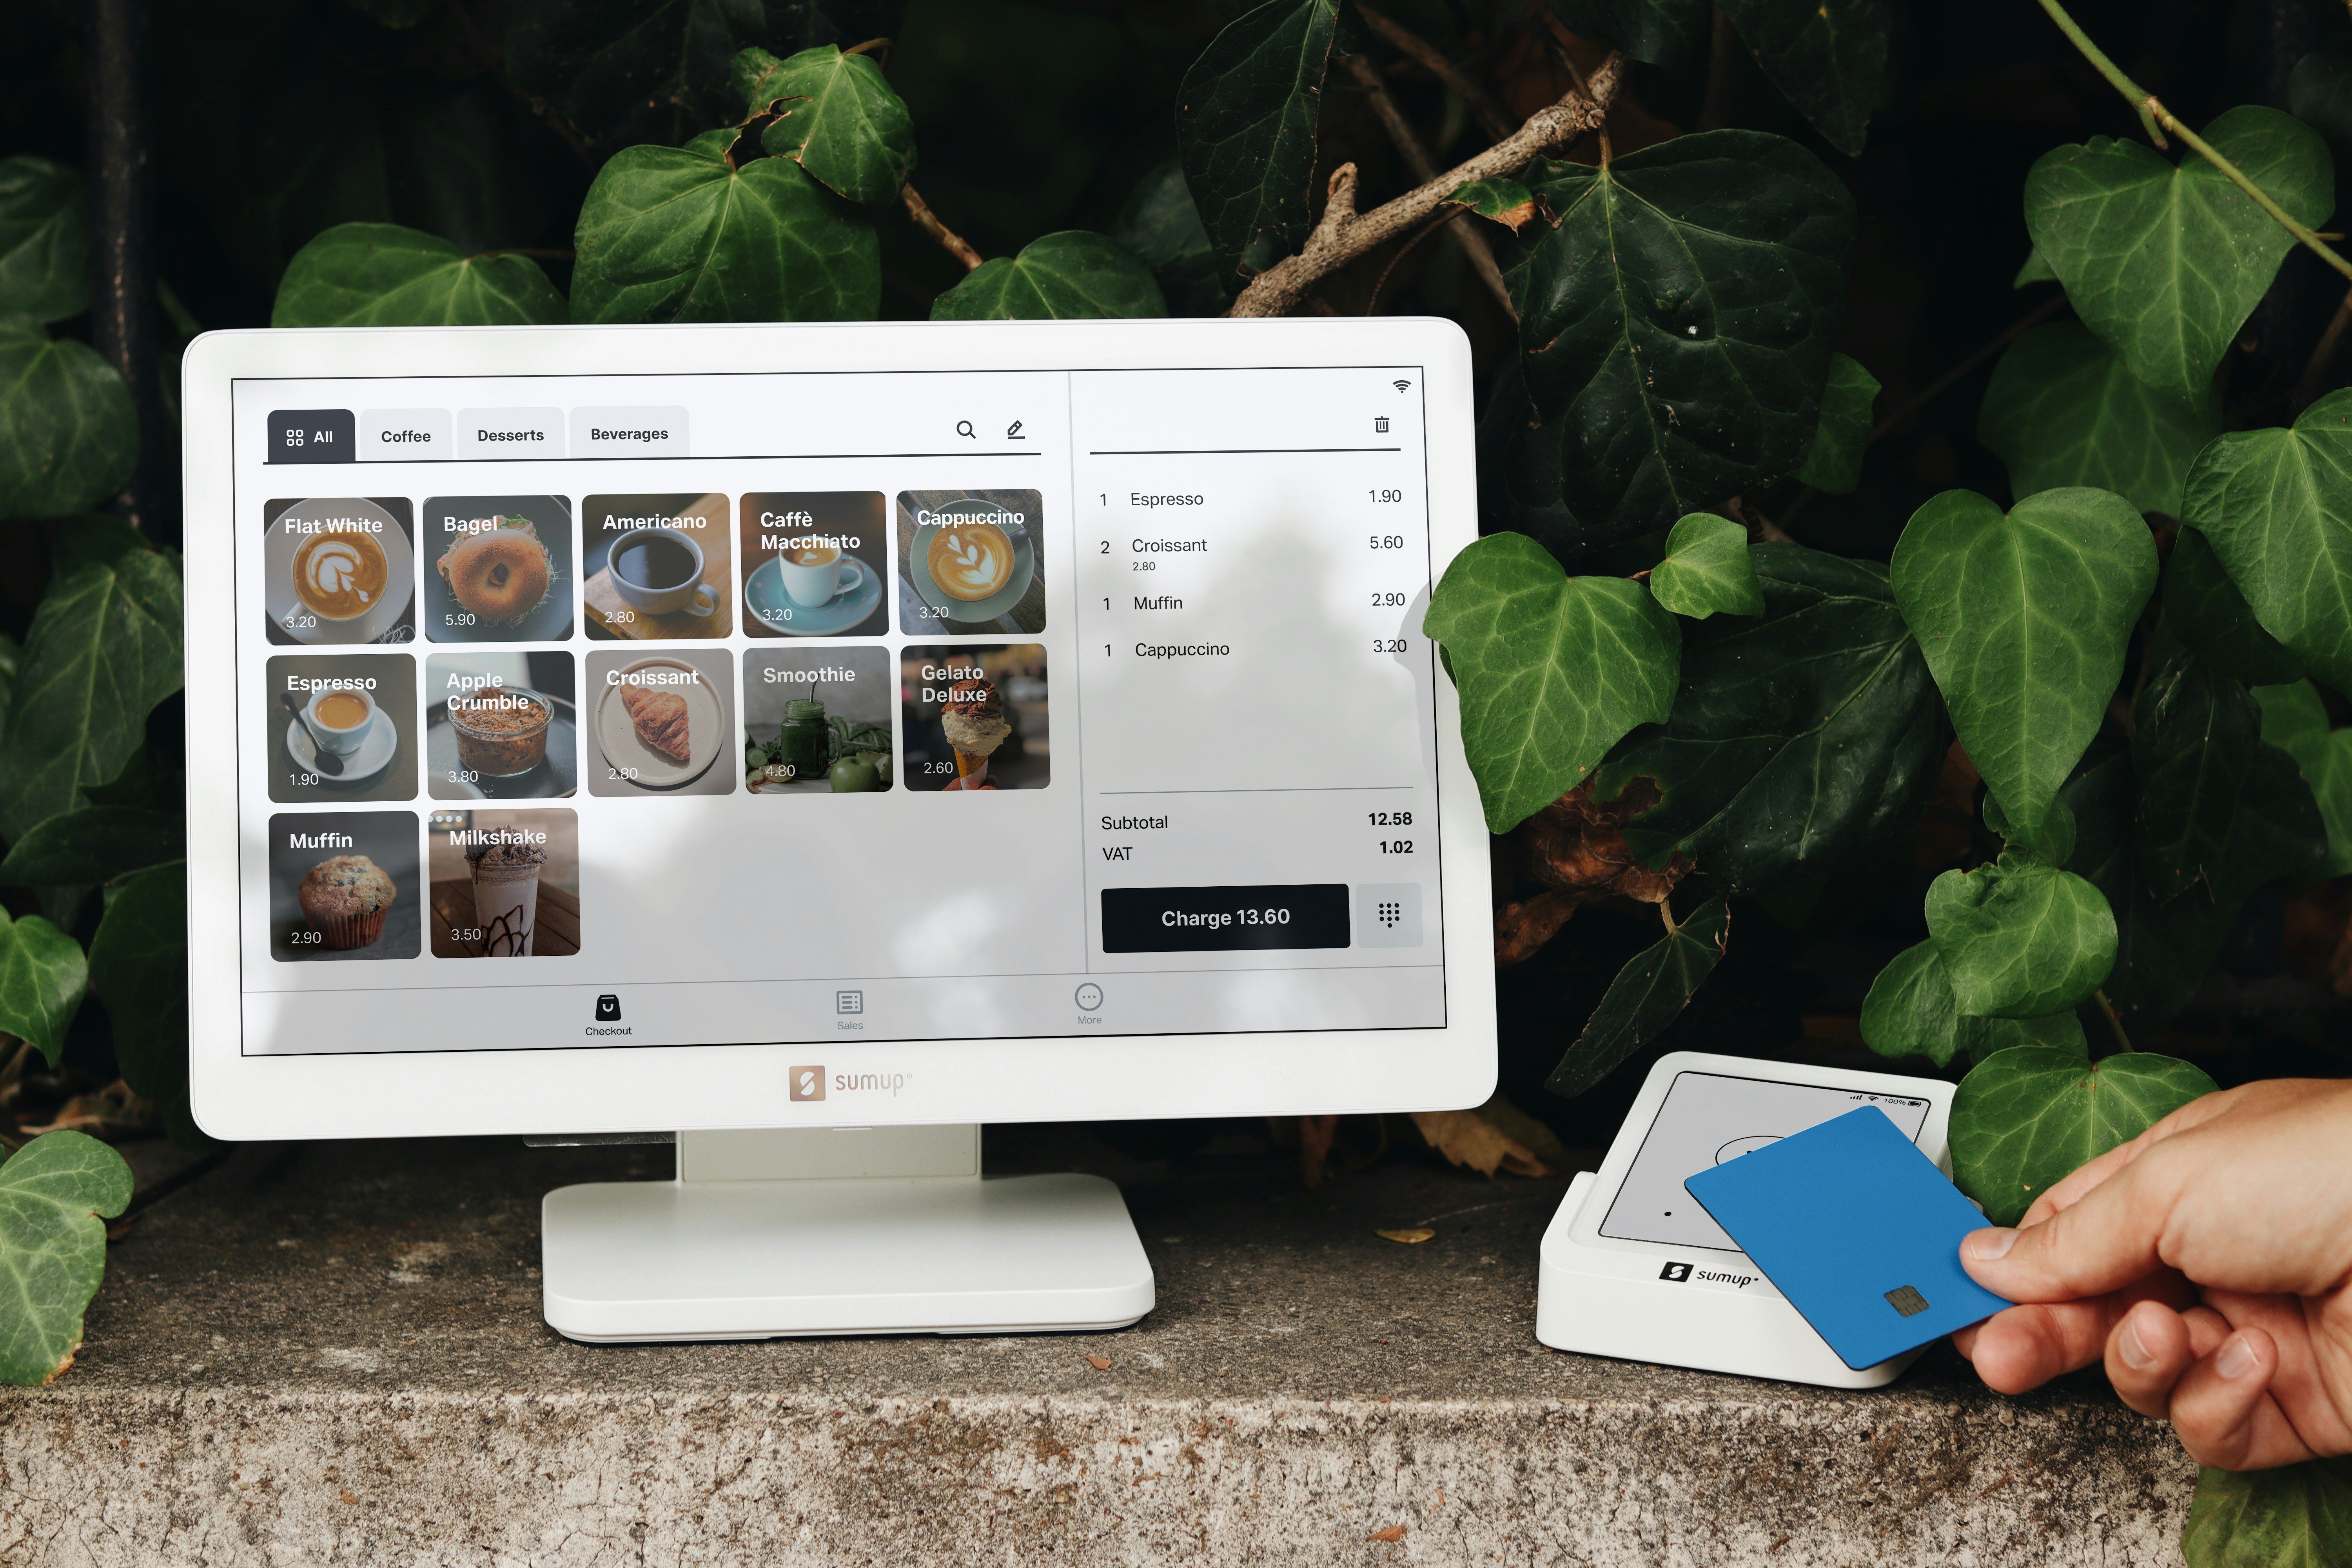 All
Coffee
Desserts
Beverages
Flat White
3.20
Bagel
5.90
Americano
2.80
Caffè
Macchiato
3.20
Cappuccino
3.20
Espresso
1.90
Apple
Crumble
3.80
Croissant
2.80
Smoothie
4.80
Gelato
Deluxe
2.60
Muffin
2.90
Milkshake
3.50
1 Espresso 1.90
2 Croissant 5.60
2.80
1 Muffin 2.90
1 Cappuccino 3.20
Subtotal 12.58
VAT 1.02
Charge 13.60
Checkout
Sales
More
sumup®
100%
sumup®